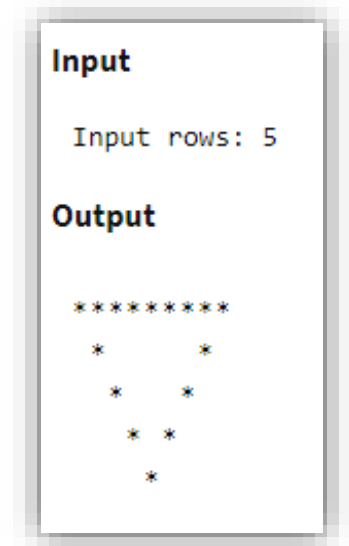 Input
Input rows: 5
Output
*********
 *     *
  *   *
   * *
    *